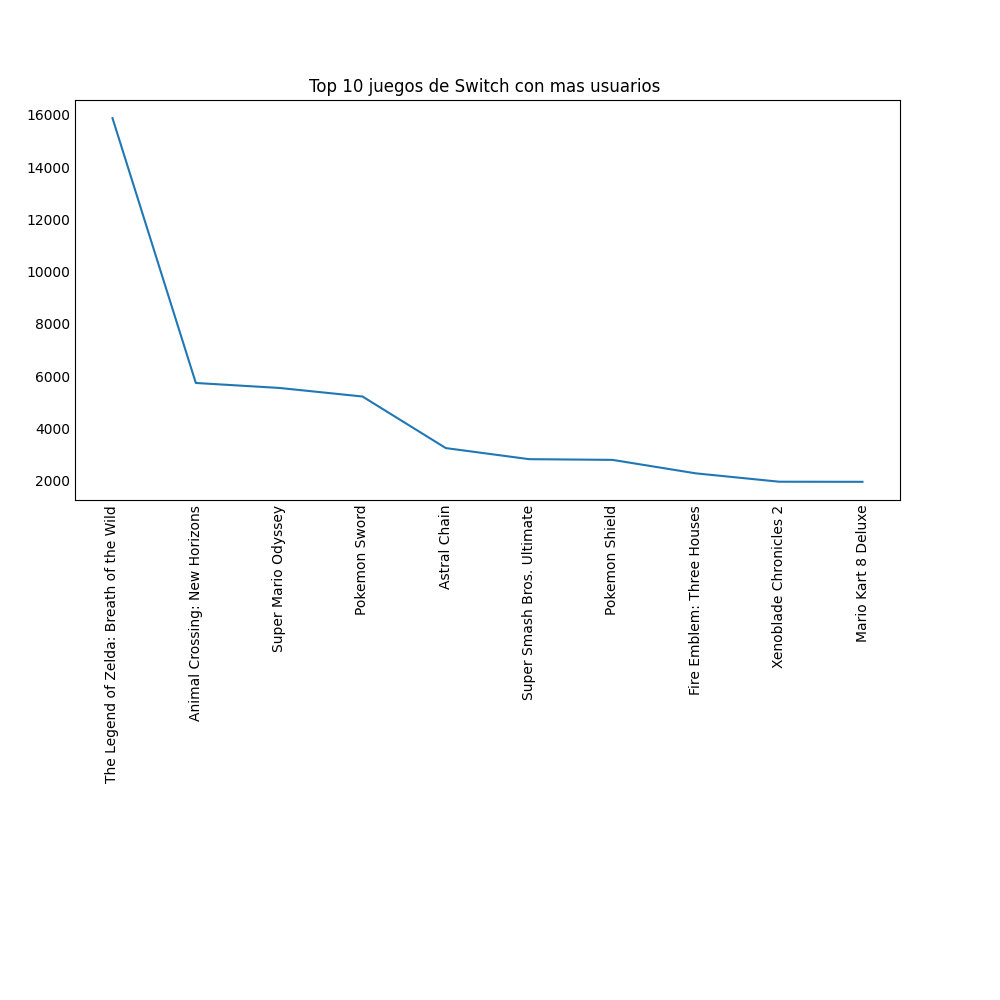 Top 10 juegos de Switch con mas usuarios
16000
14000
12000
10000
8000
6000
4000
2000
The Legend of Zelda: Breath of the Wild
Animal Crossing: New Horizons
Super Mario Odyssey
Pokemon Sword
Astral Chain
Super Smash Bros. Ultimate
Pokemon Shield
Fire Emblem: Three Houses
Xenoblade Chronicles 2
Mario Kart 8 Deluxe